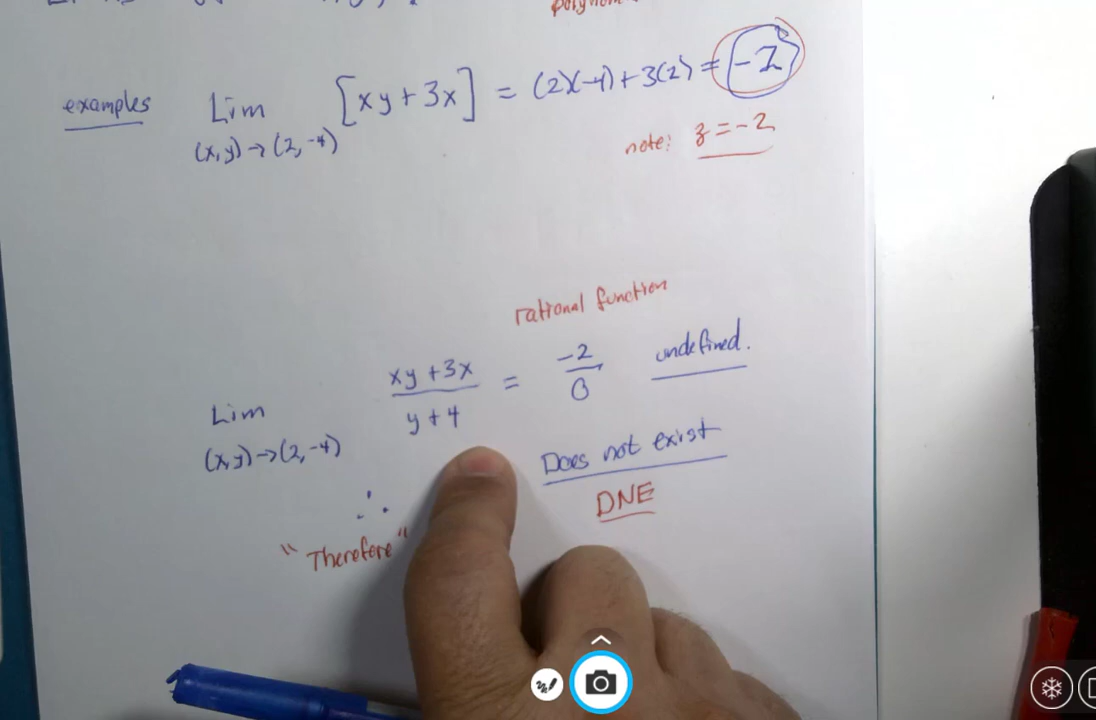 examples Lim [xy + 3x] = (2)(-4) + 3(2) = -2
(x,y) → (2, -4)
note: z = -2
rational function
Lim xy + 3x / y + 4 = -2 / 0 undefined.
(x,y) → (2, -4)
Does not exist
∴ DNE
"Therefore"